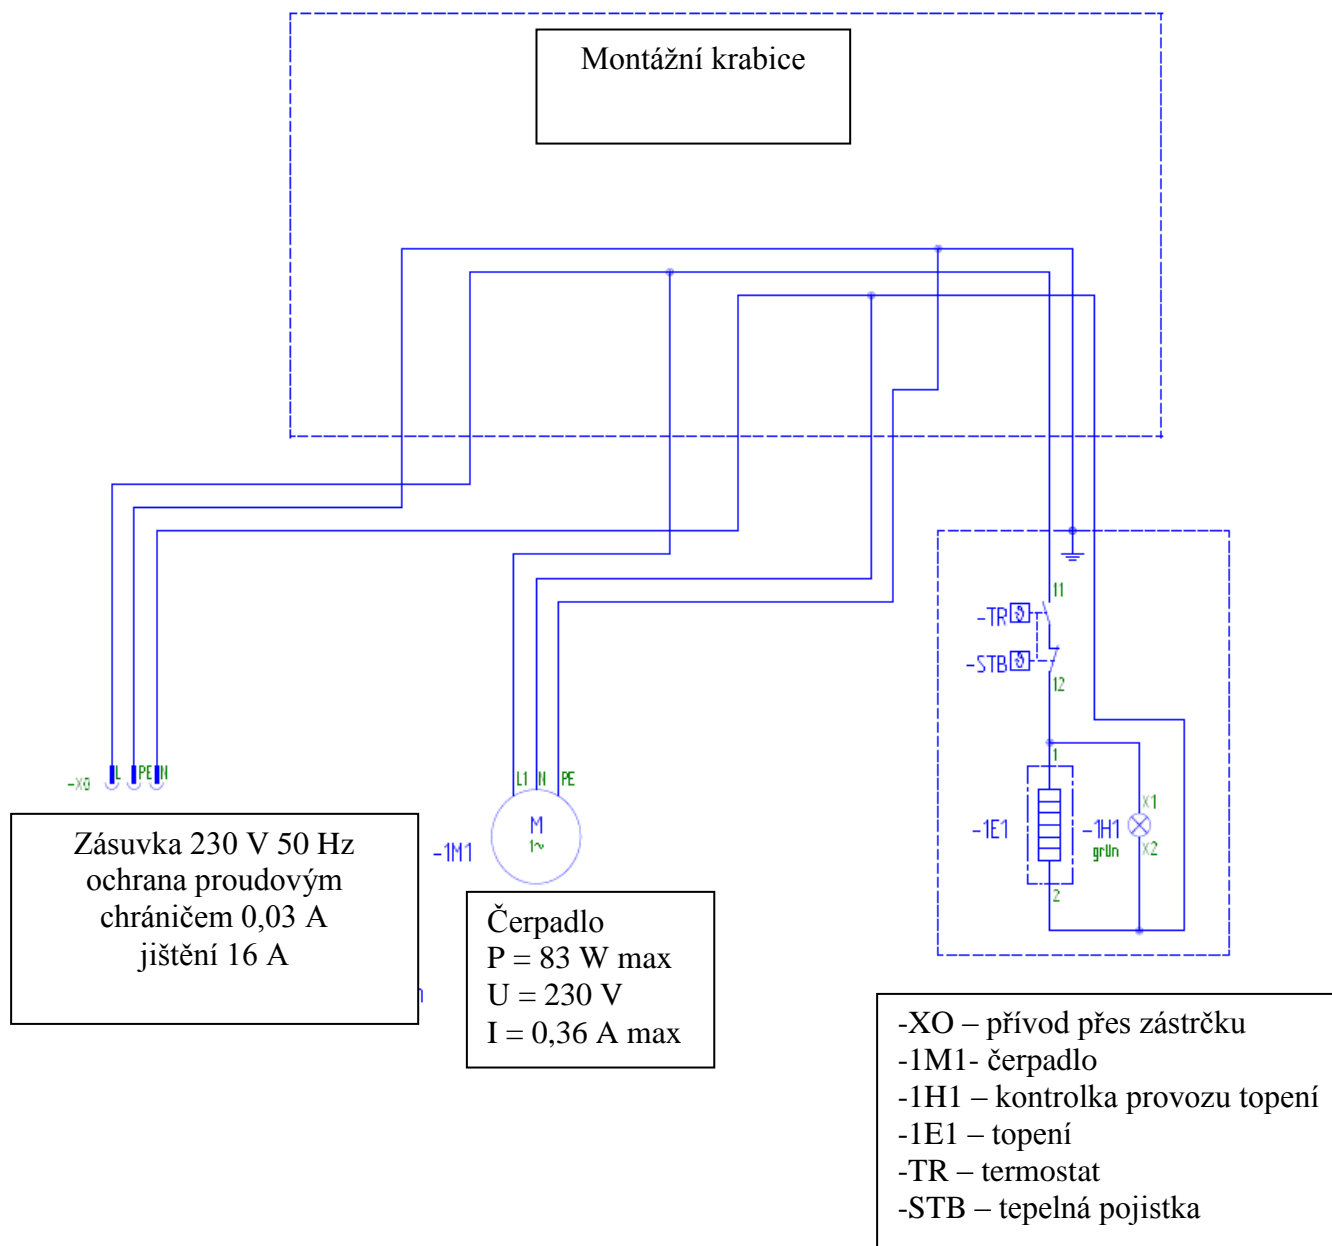 Montážní krabice
11
-TR
-STB
12
-X0 L PE N
L1 N PE
M
1~
-1M1
1
-1E1
2
X1
-1H1
X2
grün
Zásuvka 230 V 50 Hz
ochrana proudovým
chráničem 0,03 A
jištění 16 A
Čerpadlo
P = 83 W max
U = 230 V
I = 0,36 A max
-XO – přívod přes zástrčku
-1M1- čerpadlo
-1H1 – kontrolka provozu topení
-1E1 – topení
-TR – termostat
-STB – tepelná pojistka